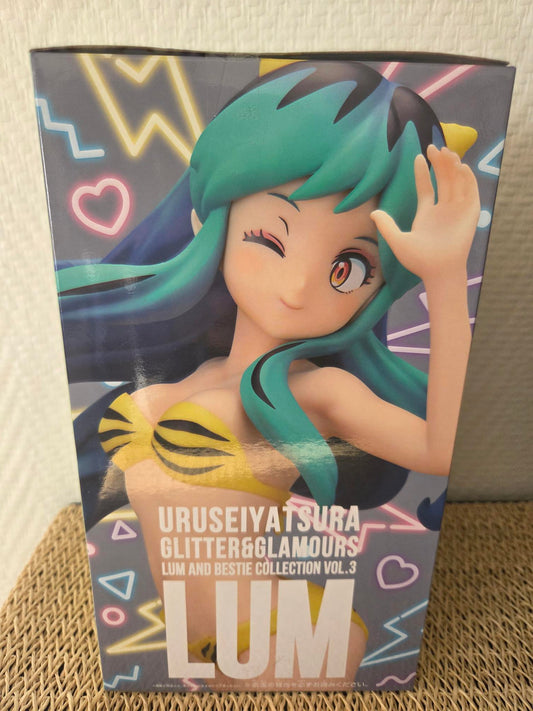 URUSEIYATSURA
GLITTER&GLAMOURS
LUM AND BESTIE COLLECTION VOL.3
LUM